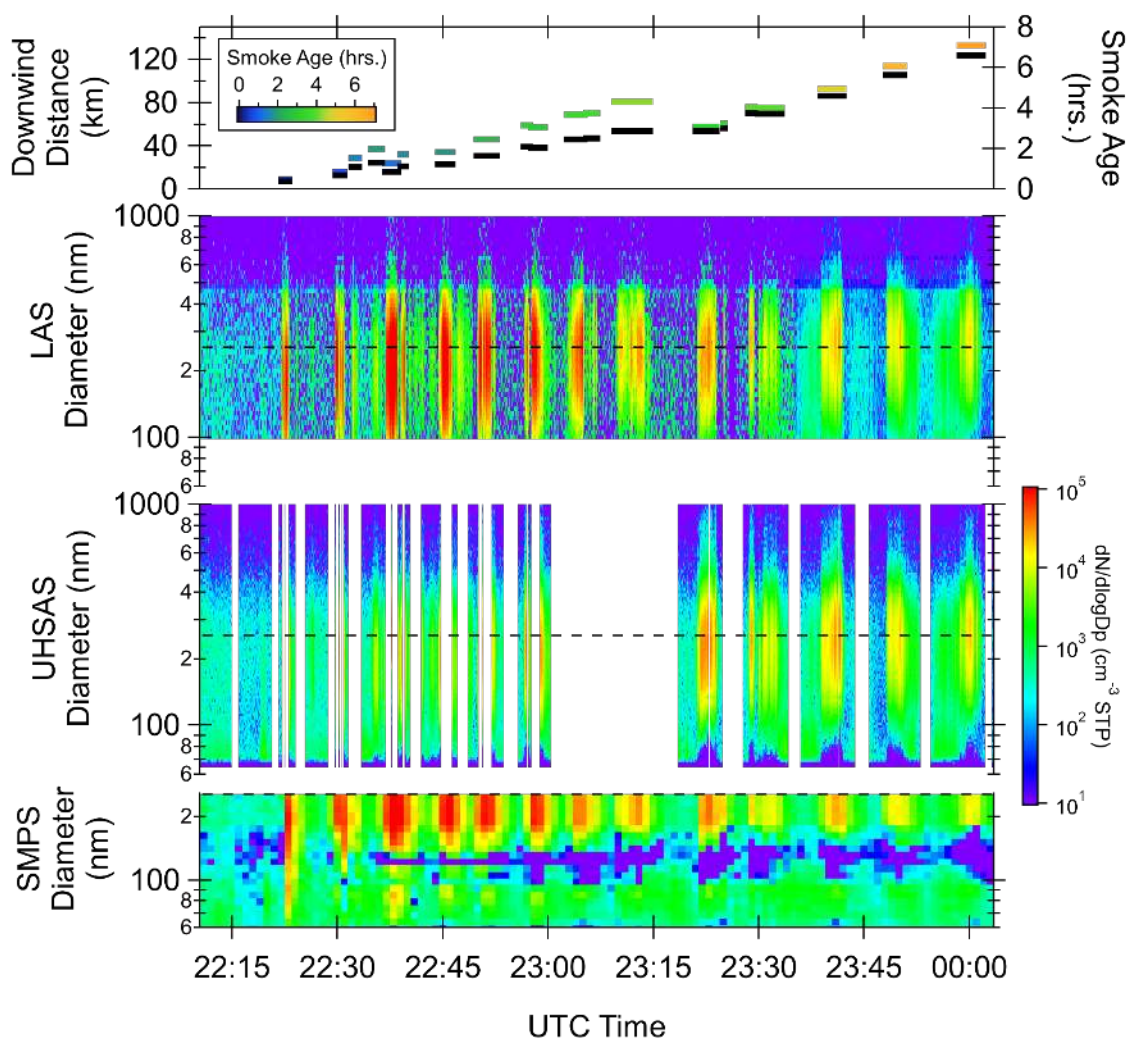 Downwind
Distance
(km)
120
80
40
0
Smoke Age (hrs.)
0 2 4 6
8
6
4
2
0
Smoke Age
(hrs.)
LAS
Diameter (nm)
1000
8
6
4
2
100
8
6
UHSAS
Diameter (nm)
1000
8
6
4
2
100
8
6
SMPS
Diameter
(nm)
2
100
8
6
10⁵
10⁴
10³
10²
10¹
dN/dlogDp (cm⁻³ STP)
22:15 22:30 22:45 23:00 23:15 23:30 23:45 00:00
UTC Time